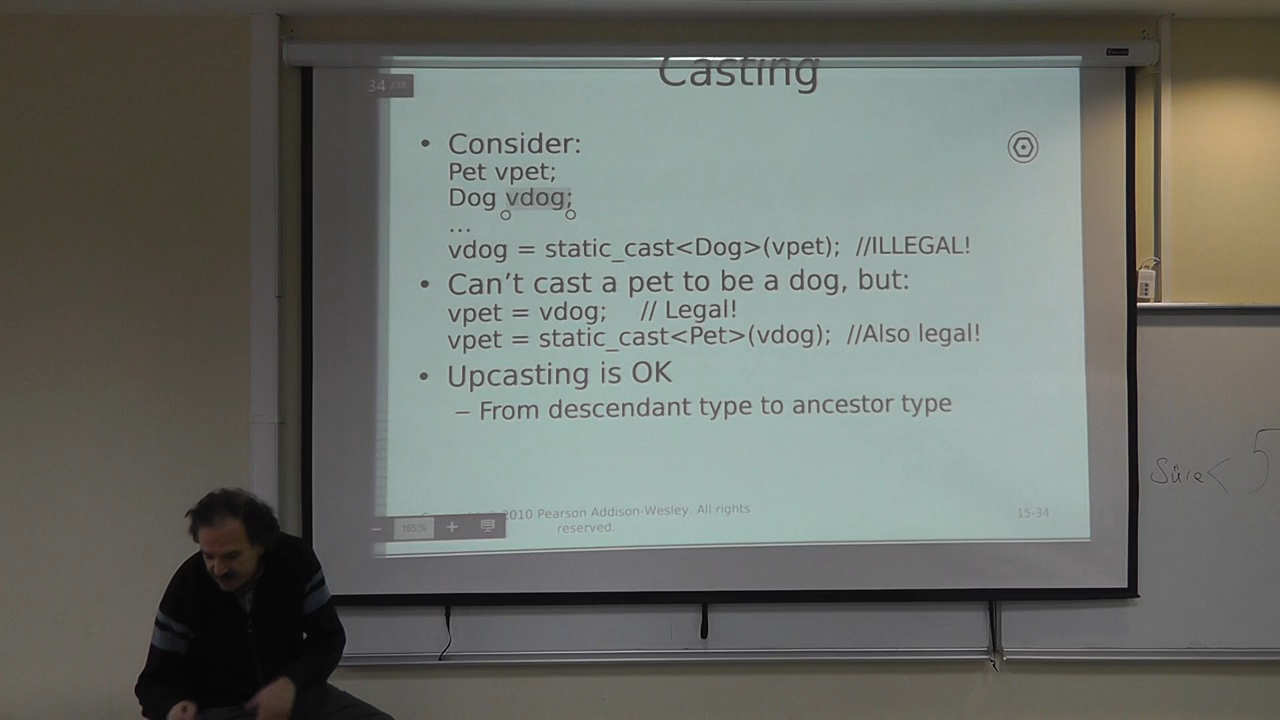 Casting
34 / 38
• Consider:
Pet vpet;
Dog vdog;
...
vdog = static_cast<Dog>(vpet); //ILLEGAL!
• Can’t cast a pet to be a dog, but:
vpet = vdog; // Legal!
vpet = static_cast<Pet>(vdog); //Also legal!
• Upcasting is OK
– From descendant type to ancestor type
Süre <
2010 Pearson Addison-Wesley. All rights
reserved.
15-34
− 165% +